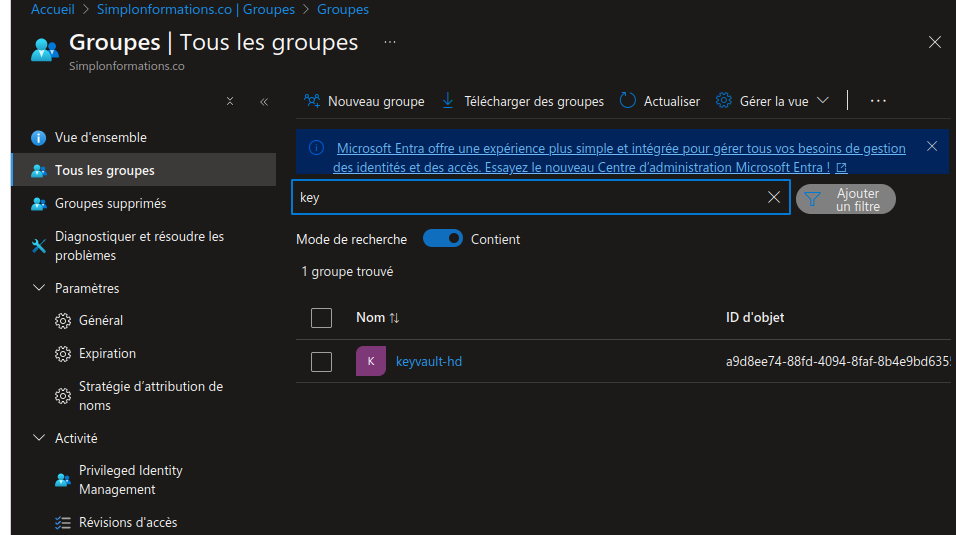 Accueil > Simplonformations.co | Groupes > Groupes
Groupes | Tous les groupes ...
Simplonformations.co
Nouveau groupe Télécharger des groupes Actualiser Gérer la vue ...
Vue d'ensemble
Tous les groupes
Groupes supprimés
Diagnostiquer et résoudre les
problèmes
Paramètres
Général
Expiration
Stratégie d'attribution de
noms
Activité
Privileged Identity
Management
Révisions d'accès
Microsoft Entra offre une expérience plus simple et intégrée pour gérer tous vos besoins de gestion
des identités et des accès. Essayez le nouveau Centre d'administration Microsoft Entra !
key
Ajouter
un filtre
Mode de recherche Contient
1 groupe trouvé
Nom ID d'objet
K keyvault-hd a9d8ee74-88fd-4094-8faf-8b4e9bd635